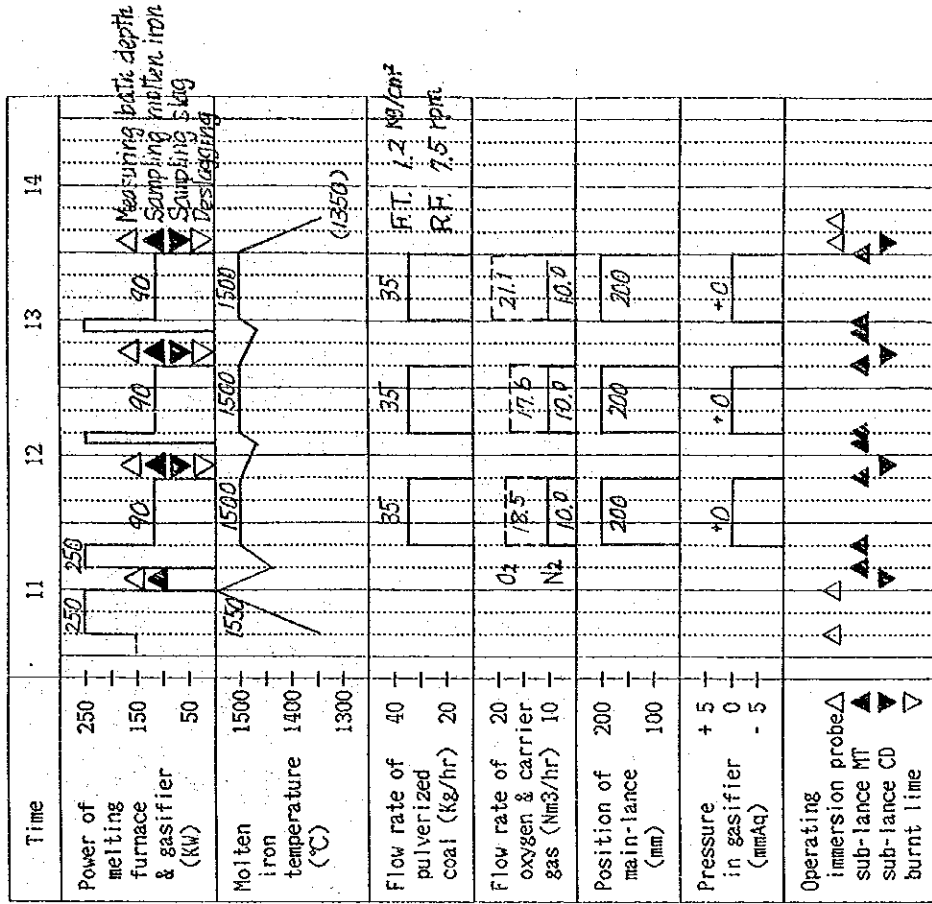 Time 11 12 13 14
Power of melting furnace & gasifier (KW)
250
150
50
250 250 90 90 90
△ Measuring bath depth
▲ Sampling molten iron
▼ Sampling slag
▽ Deslagging
Molten iron temperature (℃)
1500
1400
1300
1550 1500 1500 1500 (1350)
Flow rate of pulverized coal (Kg/hr)
40
20
35 35 35
F.T. 1.2 kg/cm²
R.F. 7.5 rpm
Flow rate of oxygen & carrier gas (Nm3/hr)
20
10
O2 18.5 17.6 21.1
N2 10.0 10.0 10.0
Position of main-lance (mm)
200
100
200 200 200
Pressure in gasifier (mmAq)
+ 5
0
- 5
+0 +0 +0
Operating
immersion probe △
sub-lance MT ▲
sub-lance CD ▼
burnt lime ▽